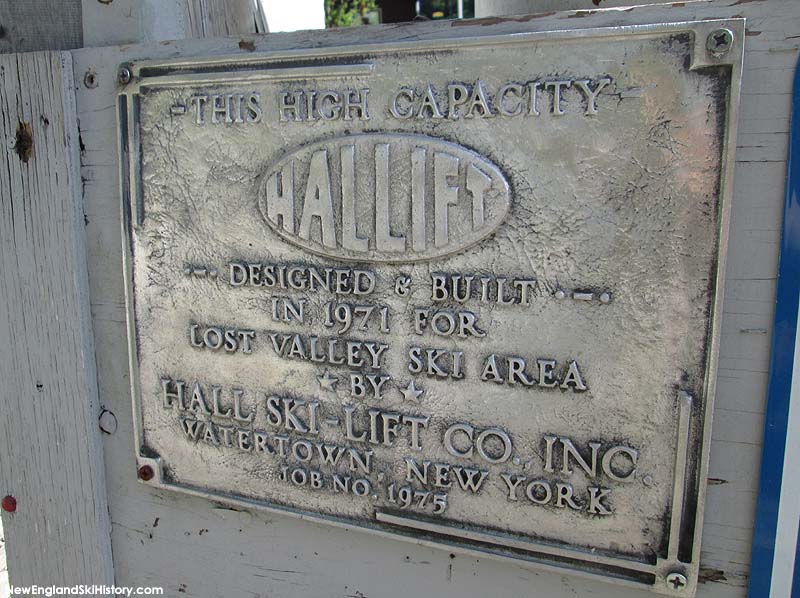 -THIS HIGH CAPACITY-
HALLIFT
DESIGNED & BUILT
IN 1971 FOR
LOST VALLEY SKI AREA
★ BY ★
HALL SKI-LIFT CO., INC.
WATERTOWN, NEW YORK
JOB NO. 1975
NewEnglandSkiHistory.com